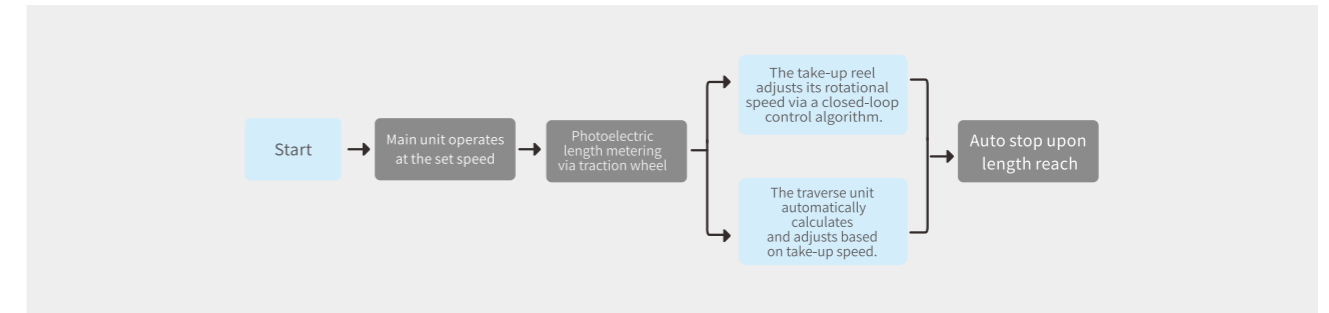 Start
Main unit operates
at the set speed
Photoelectric
length metering
via traction wheel
The take-up reel
adjusts its rotational
speed via a closed-loop
control algorithm.
The traverse unit
automatically
calculates
and adjusts based
on take-up speed.
Auto stop upon
length reach